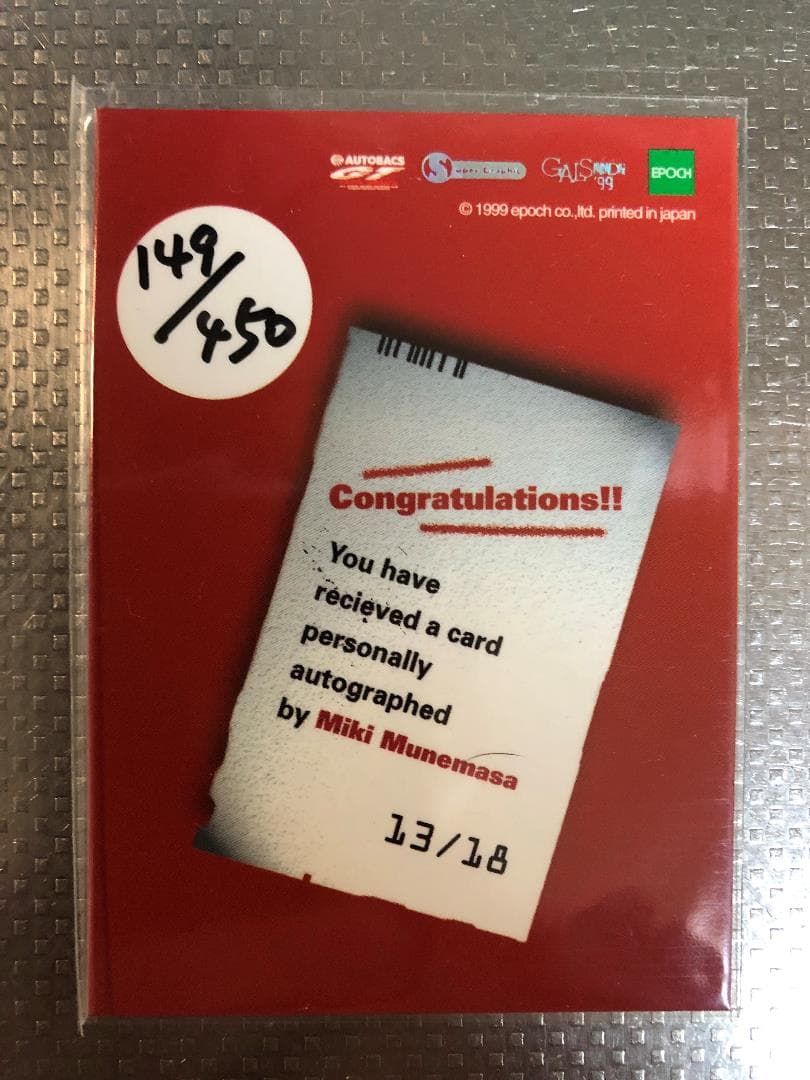 AUTOBACS
GT
Super Graphic
GALS PARADISE '99
EPOCH
© 1999 epoch co.,ltd. printed in japan
149/450
Congratulations!!
You have
recieved a card
personally
autographed
by Miki Munemasa
13/18